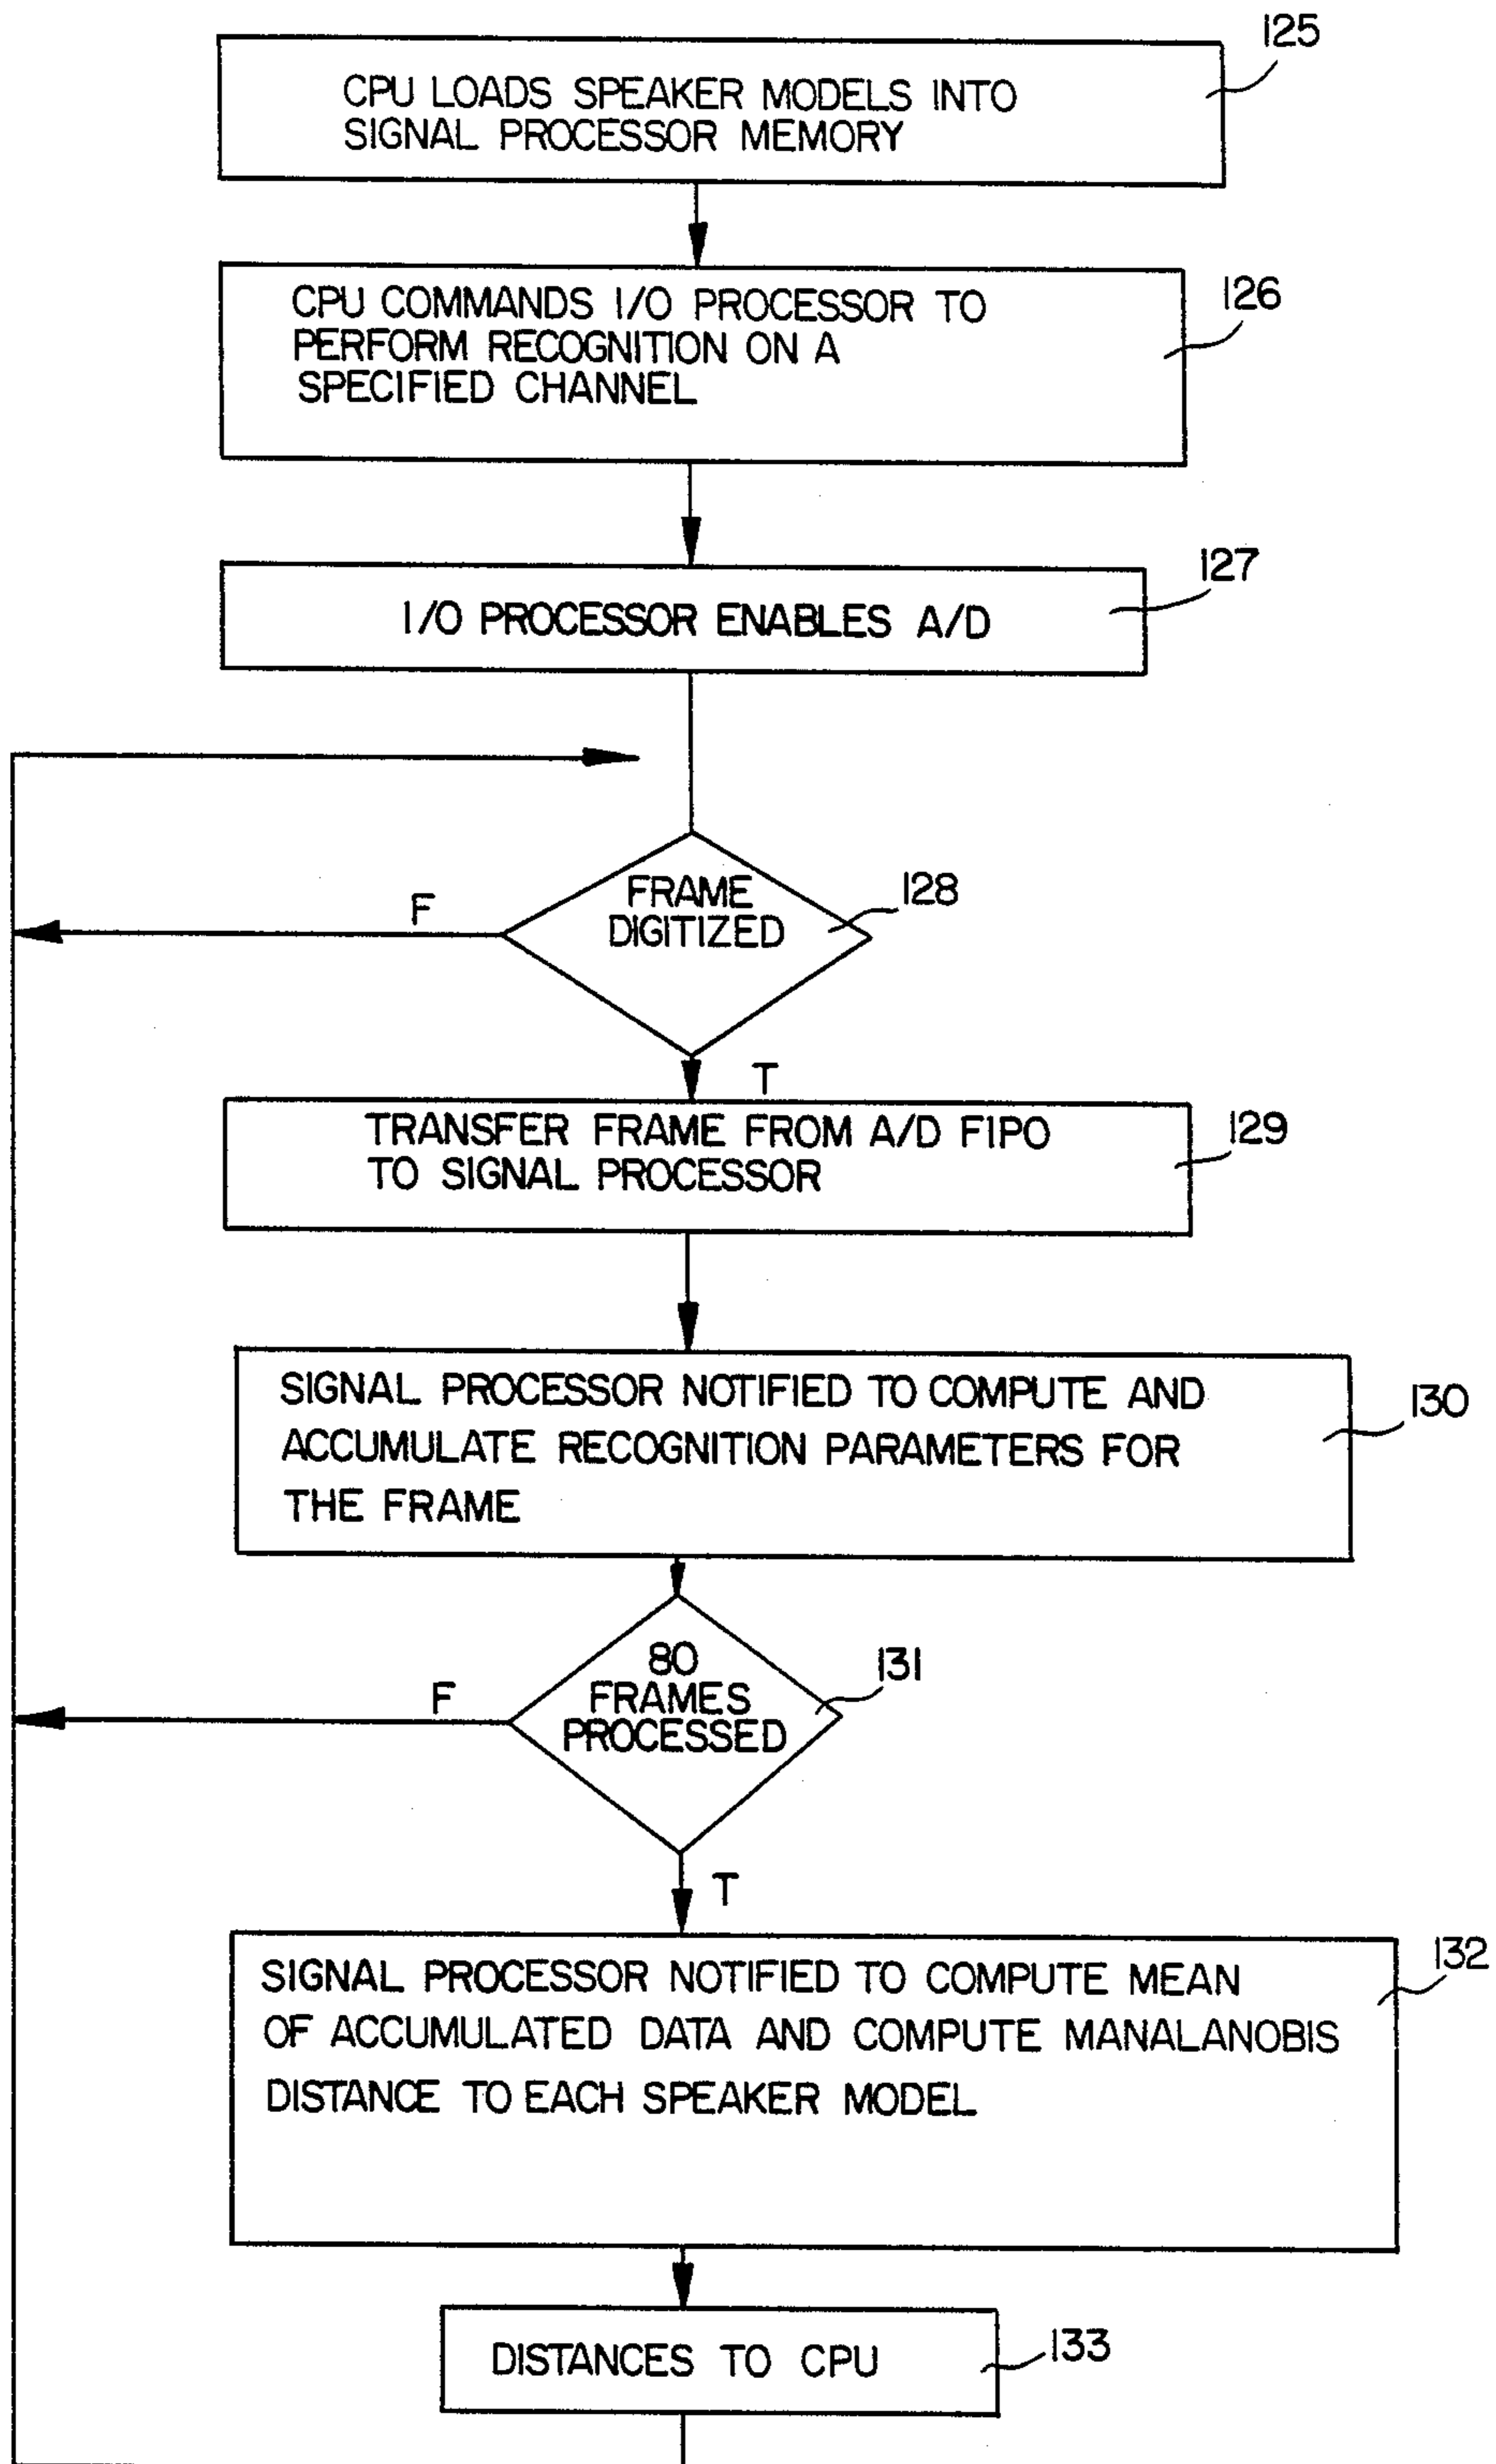 125
CPU LOADS SPEAKER MODELS INTO
SIGNAL PROCESSOR MEMORY
126
CPU COMMANDS I/O PROCESSOR TO
PERFORM RECOGNITION ON A
SPECIFIED CHANNEL
127
I/O PROCESSOR ENABLES A/D
128
FRAME
DIGITIZED
F
T
129
TRANSFER FRAME FROM A/D FIPO
TO SIGNAL PROCESSOR
130
SIGNAL PROCESSOR NOTIFIED TO COMPUTE AND
ACCUMULATE RECOGNITION PARAMETERS FOR
THE FRAME
131
80
FRAMES
PROCESSED
F
T
132
SIGNAL PROCESSOR NOTIFIED TO COMPUTE MEAN
OF ACCUMULATED DATA AND COMPUTE MANALANOBIS
DISTANCE TO EACH SPEAKER MODEL
133
DISTANCES TO CPU